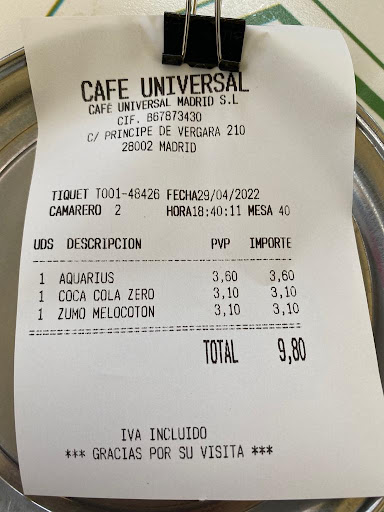 CAFE UNIVERSAL
CAFE UNIVERSAL MADRID S.L
CIF. B67873430
C/ PRINCIPE DE VERGARA 210
28002 MADRID
TIQUET T001-48426 FECHA29/04/2022
CAMARERO 2 HORA18:40:11 MESA 40
UDS DESCRIPCION PVP IMPORTE
1 AQUARIUS 3,60 3,60
1 COCA COLA ZERO 3,10 3,10
1 ZUMO MELOCOTON 3,10 3,10
TOTAL 9,80
IVA INCLUIDO
*** GRACIAS POR SU VISITA ***